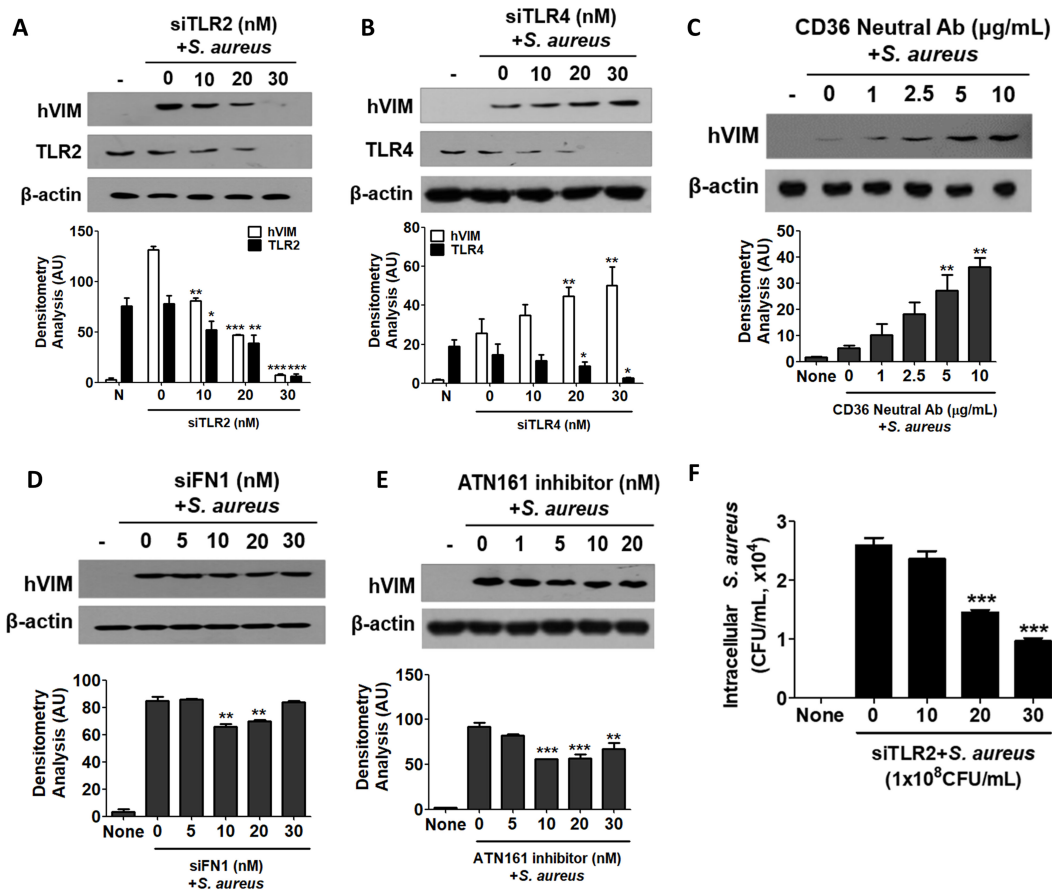 A
siTLR2 (nM)
+S. aureus
- 0 10 20 30
hVIM
TLR2
β-actin
Densitometry
Analysis (AU)
150
100
50
0
hVIM
TLR2
** * *** ** *** ***
N 0 10 20 30
siTLR2 (nM)
B
siTLR4 (nM)
+S. aureus
- 0 10 20 30
hVIM
TLR4
β-actin
Densitometry
Analysis (AU)
80
60
40
20
0
hVIM
TLR4
** * ** *
N 0 10 20 30
siTLR4 (nM)
C
CD36 Neutral Ab (µg/mL)
+S. aureus
- 0 1 2.5 5 10
hVIM
β-actin
Densitometry
Analysis (AU)
50
40
30
20
10
0
** **
None 0 1 2.5 5 10
CD36 Neutral Ab (µg/mL)
+S. aureus
D
siFN1 (nM)
+S. aureus
- 0 5 10 20 30
hVIM
β-actin
Densitometry
Analysis (AU)
100
80
60
40
20
0
** **
None 0 5 10 20 30
siFN1 (nM)
+S. aureus
E
ATN161 inhibitor (nM)
+S. aureus
- 0 1 5 10 20
hVIM
β-actin
Densitometry
Analysis (AU)
150
100
50
0
*** *** **
None 0 5 10 20 30
ATN161 inhibitor (nM)
+S. aureus
F
Intracellular S. aureus
(CFU/mL, x10⁴)
3
2
1
0
*** ***
None 0 10 20 30
siTLR2+S. aureus
(1x10⁸CFU/mL)